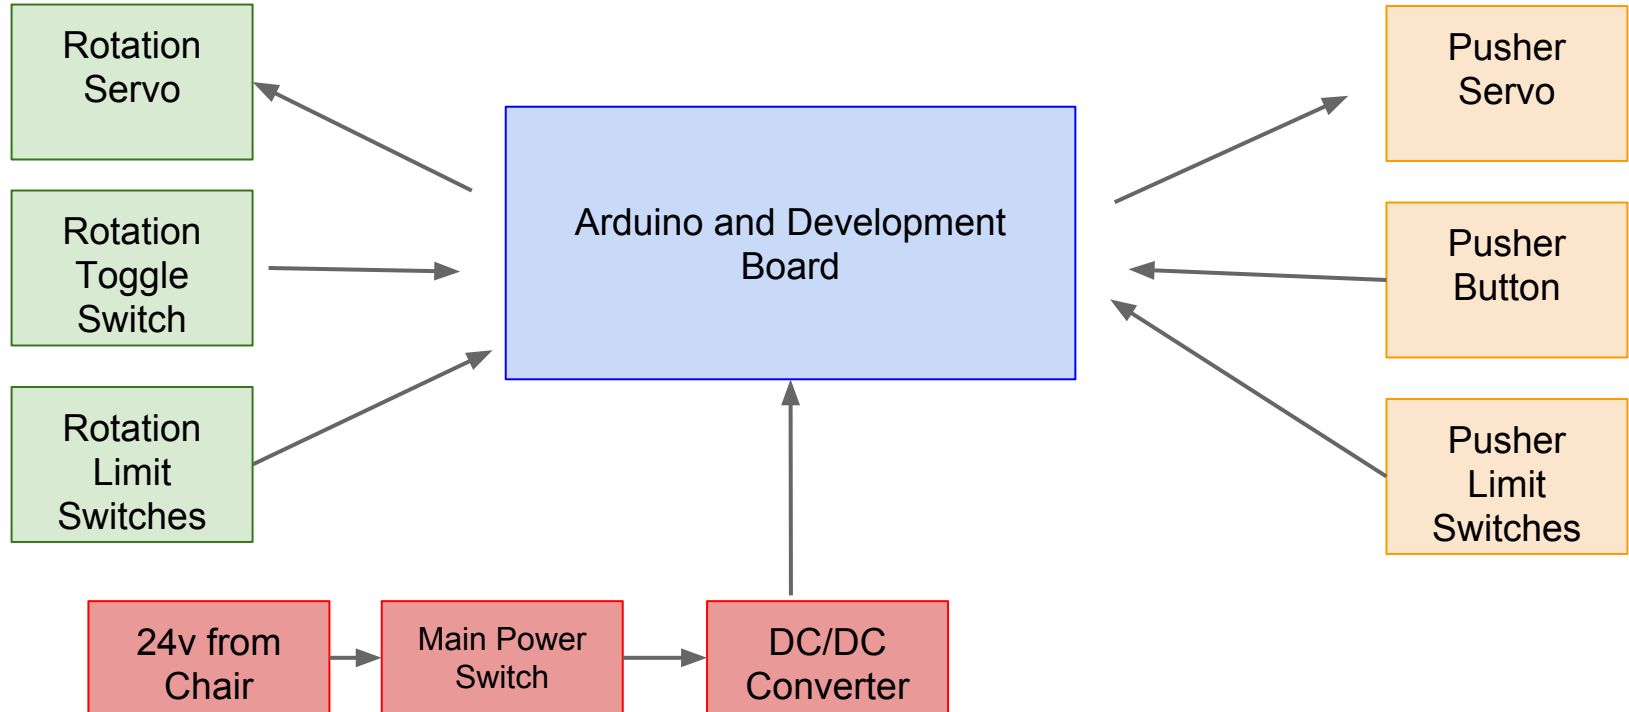 Rotation
Servo
Rotation
Toggle
Switch
Rotation
Limit
Switches
Arduino and Development
Board
Pusher
Servo
Pusher
Button
Pusher
Limit
Switches
24v from
Chair
Main Power
Switch
DC/DC
Converter